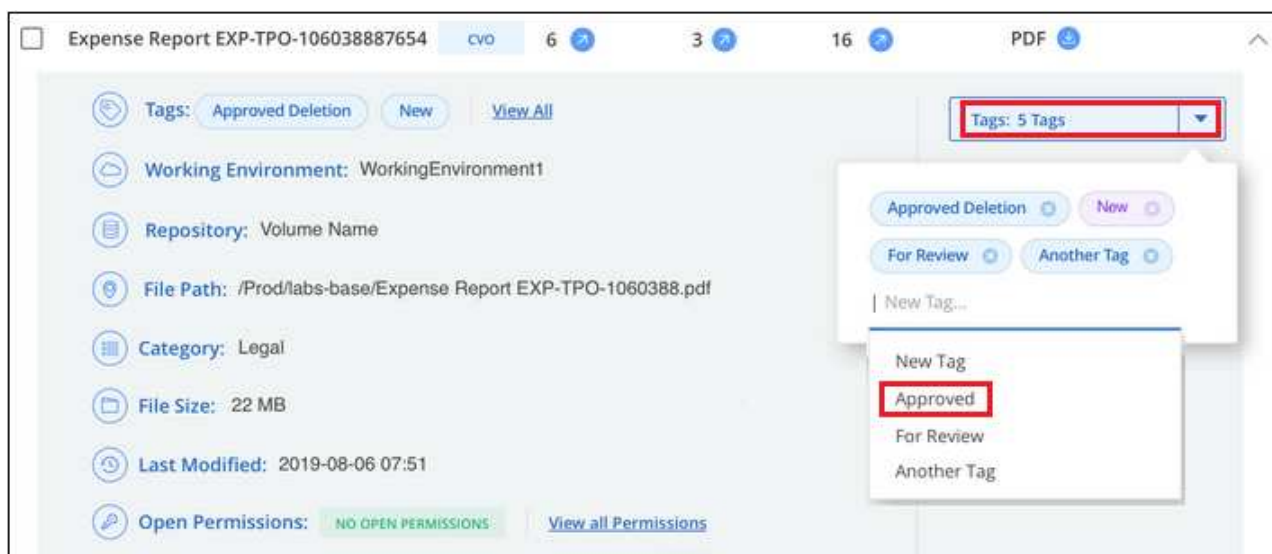 Expense Report EXP-TPO-106038887654 CVO 6 3 16 PDF
Tags: Approved Deletion New View All
Tags: 5 Tags
Working Environment: WorkingEnvironment1
Repository: Volume Name
File Path: /Prod/labs-base/Expense Report EXP-TPO-1060388.pdf
Category: Legal
File Size: 22 MB
Last Modified: 2019-08-06 07:51
Open Permissions: NO OPEN PERMISSIONS View all Permissions
Approved Deletion New
For Review Another Tag
New Tag...
New Tag
Approved
For Review
Another Tag